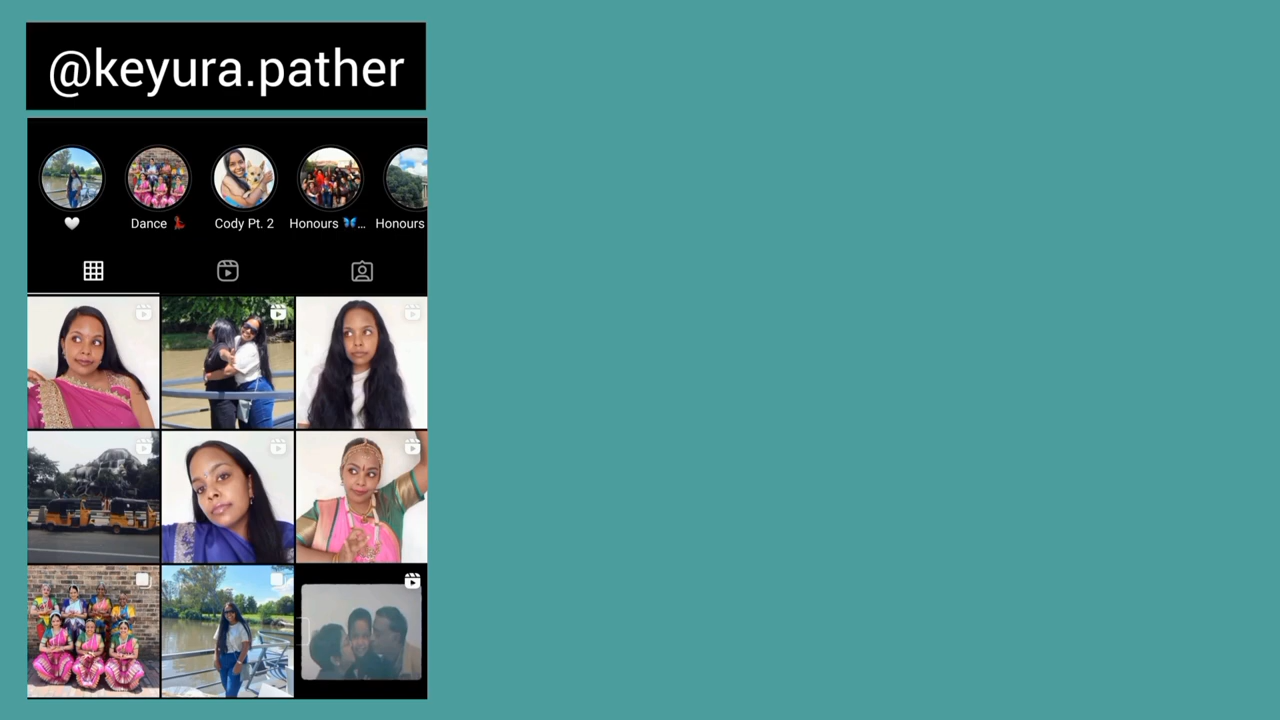 @keyura.pather
🤍
Dance 💃🏿
Cody Pt. 2
Honours 🦋...
Honours